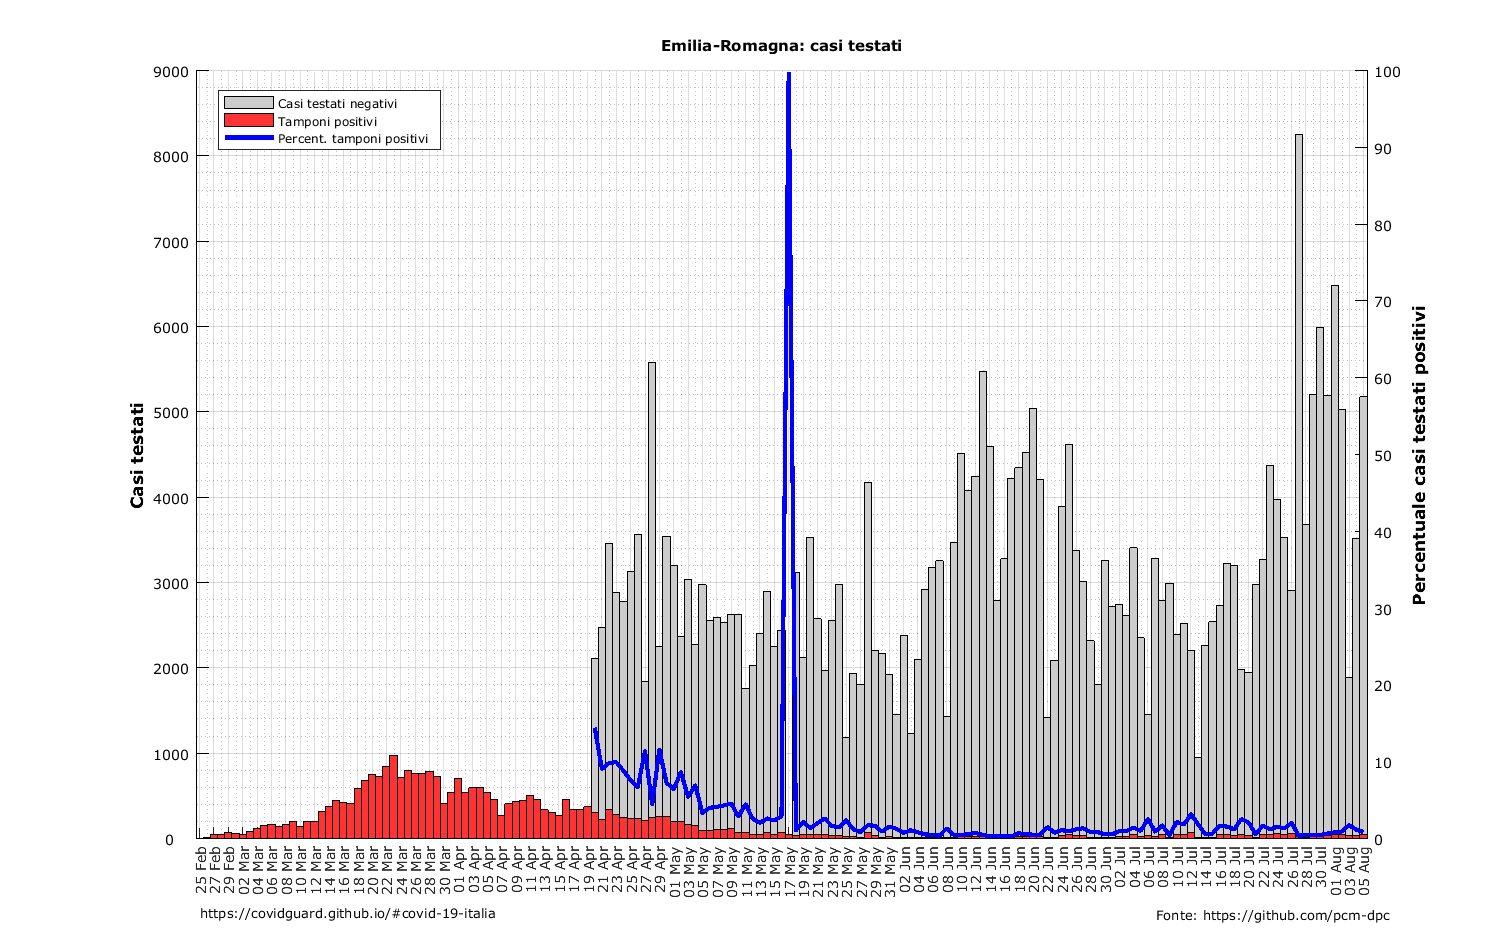 Emilia-Romagna: casi testati
Casi testati negativi
Tamponi positivi
Percent. tamponi positivi
Casi testati
9000
8000
7000
6000
5000
4000
3000
2000
1000
0
Percentuale casi testati positivi
100
90
80
70
60
50
40
30
20
10
0
25 Feb
27 Feb
29 Feb
02 Mar
04 Mar
06 Mar
08 Mar
10 Mar
12 Mar
14 Mar
16 Mar
18 Mar
20 Mar
22 Mar
24 Mar
26 Mar
28 Mar
30 Mar
01 Apr
03 Apr
05 Apr
07 Apr
09 Apr
11 Apr
13 Apr
15 Apr
17 Apr
19 Apr
21 Apr
23 Apr
25 Apr
27 Apr
29 Apr
01 May
03 May
05 May
07 May
09 May
11 May
13 May
15 May
17 May
19 May
21 May
23 May
25 May
27 May
29 May
31 May
02 Jun
04 Jun
06 Jun
08 Jun
10 Jun
12 Jun
14 Jun
16 Jun
18 Jun
20 Jun
22 Jun
24 Jun
26 Jun
28 Jun
30 Jun
02 Jul
04 Jul
06 Jul
08 Jul
10 Jul
12 Jul
14 Jul
16 Jul
18 Jul
20 Jul
22 Jul
24 Jul
26 Jul
28 Jul
30 Jul
01 Aug
03 Aug
05 Aug
https://covidguard.github.io/#covid-19-italia
Fonte: https://github.com/pcm-dpc